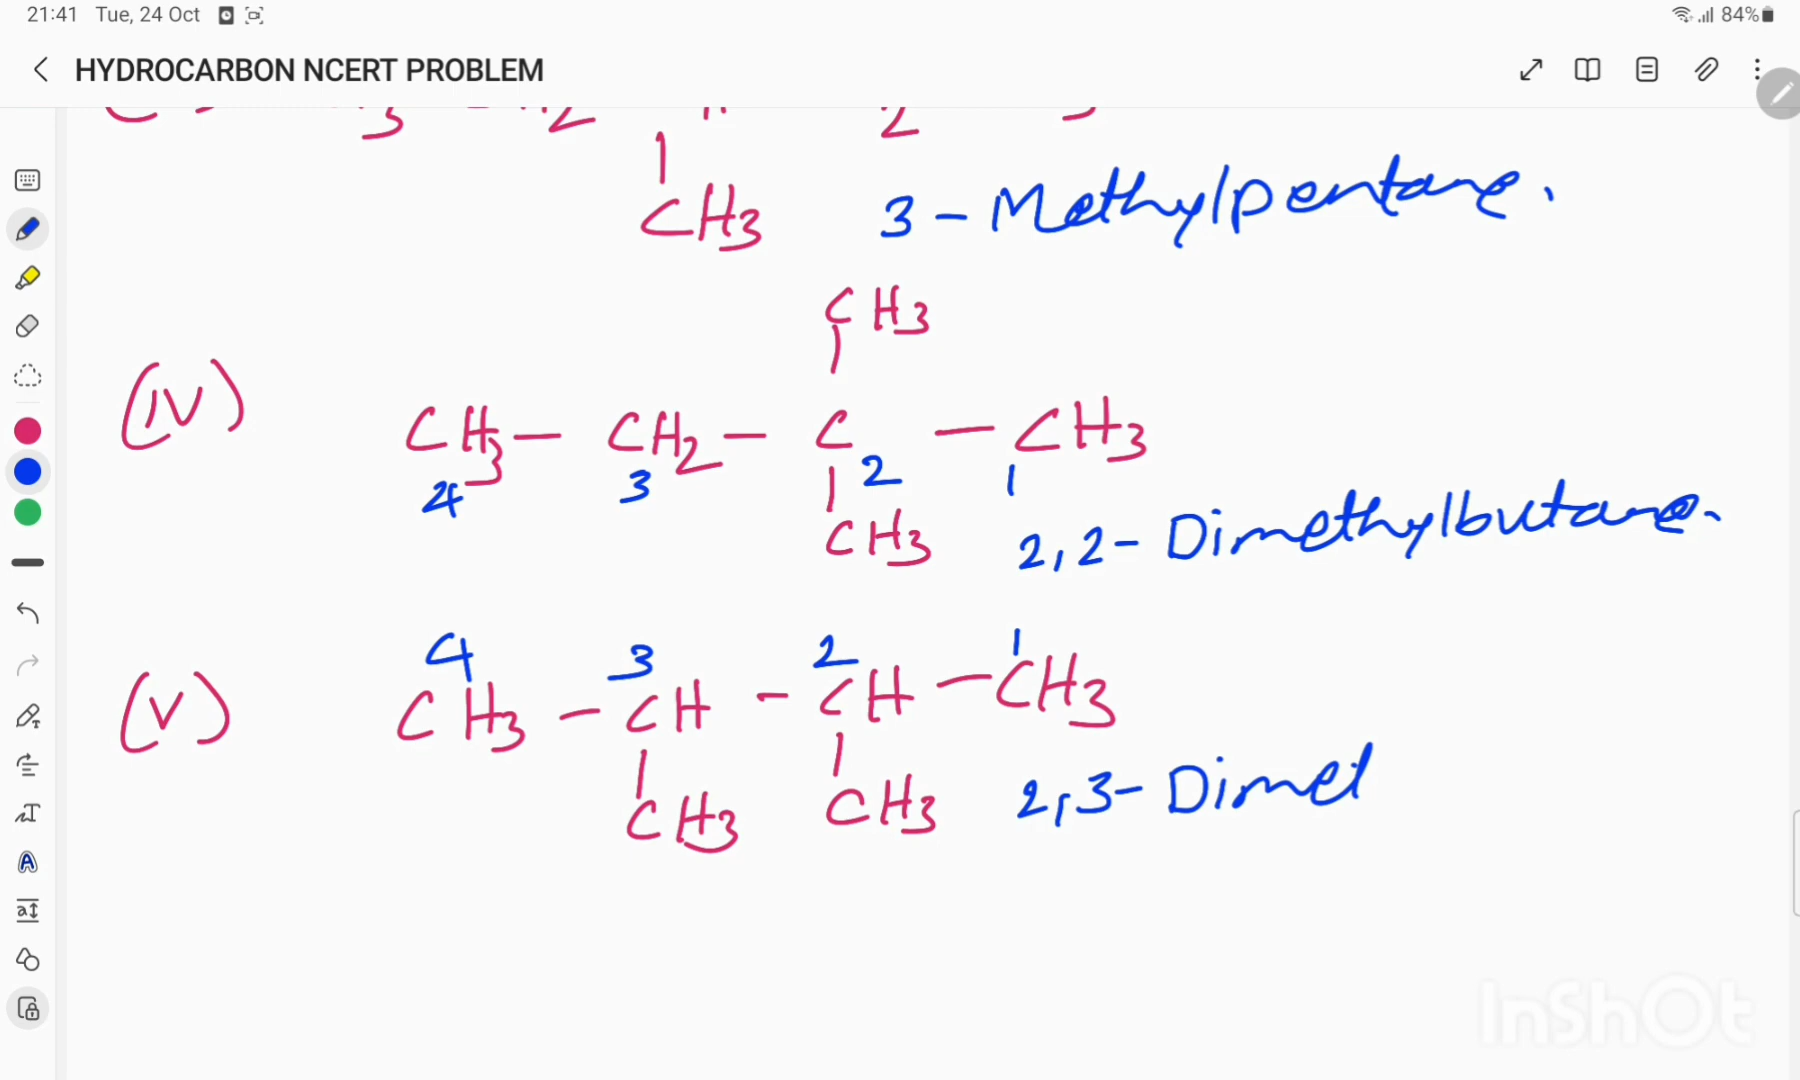 21:41 Tue, 24 Oct 84%
HYDROCARBON NCERT PROBLEM
CH3 3-Methylpentane.
CH3
(IV) CH3 - CH2 - C - CH3
4 3 2 1
CH3 2,2- Dimethylbutane.
4 3 2 1
(V) CH3 - CH - CH - CH3
CH3 CH3 2,3- Dimet
InShOt